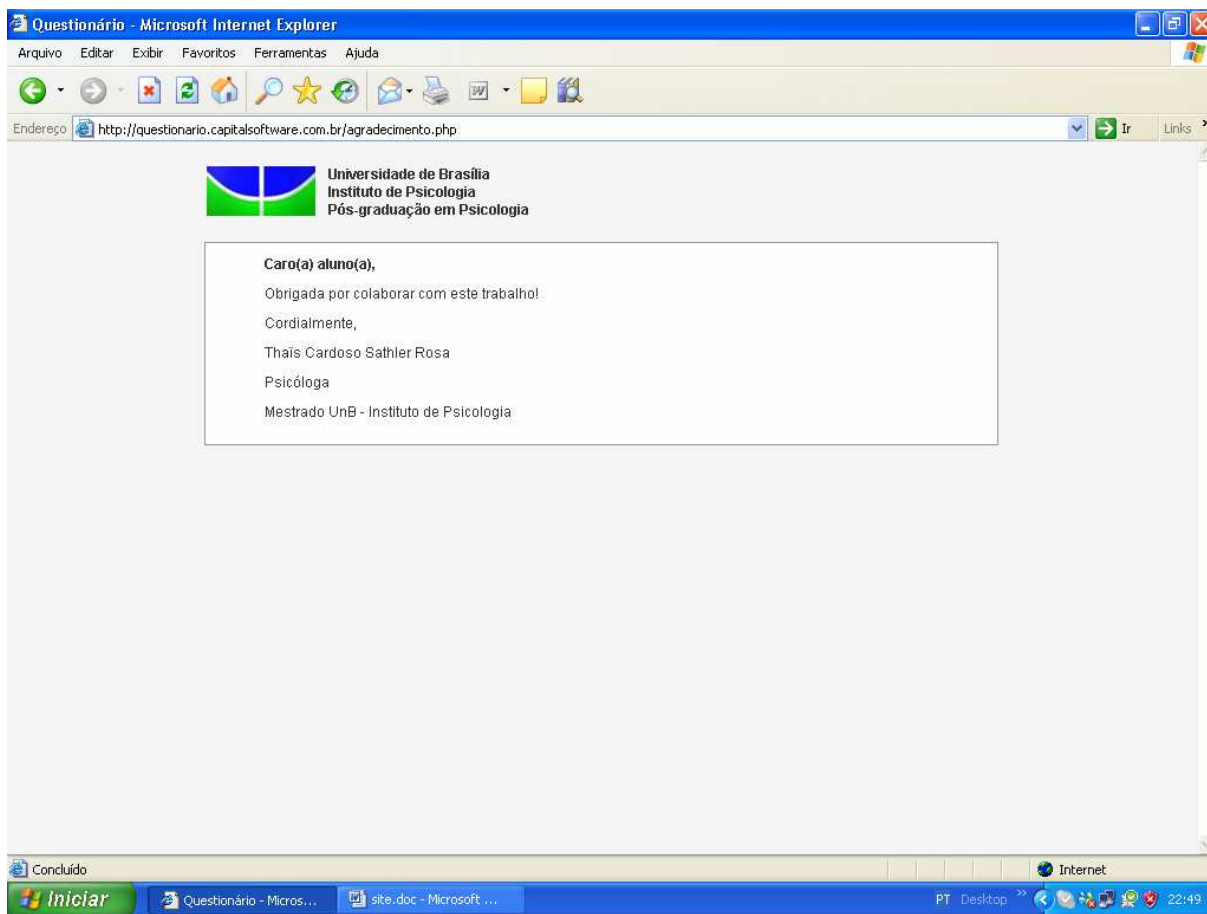 Questionário - Microsoft Internet Explorer
Arquivo Editar Exibir Favoritos Ferramentas Ajuda
Endereço http://questionario.capitalsoftware.com.br/agradecimento.php Ir Links
Universidade de Brasília
Instituto de Psicologia
Pós-graduação em Psicologia
Caro(a) aluno(a),
Obrigada por colaborar com este trabalho!
Cordialmente,
Thaïs Cardoso Sathler Rosa
Psicóloga
Mestrado UnB - Instituto de Psicologia
Concluído Internet
Iniciar Questionário - Micros... site.doc - Microsoft ... PT Desktop 22:49